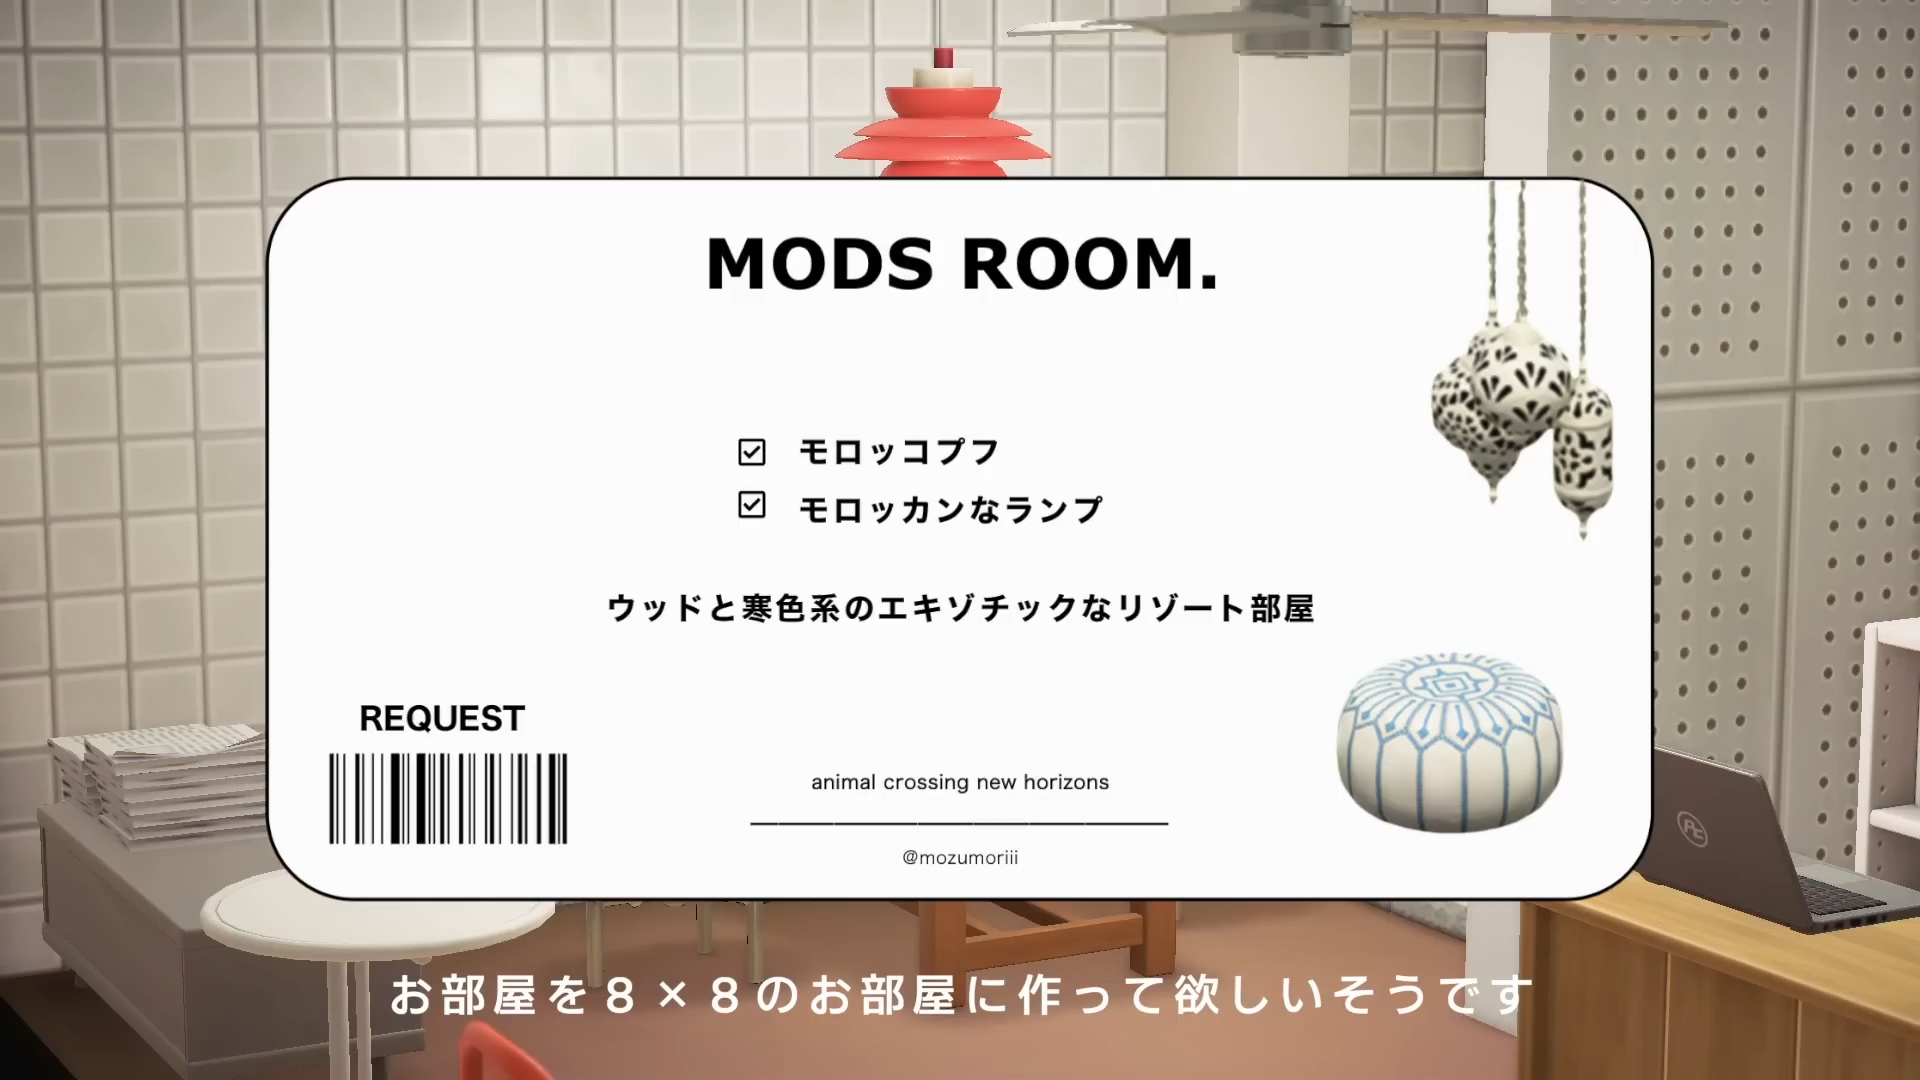 MODS ROOM.
モロッコプフ
モロッカンなランプ
ウッドと寒色系のエキゾチックなリゾート部屋
REQUEST
animal crossing new horizons
@mozumoriii
お部屋を８×８のお部屋に作って欲しいそうです